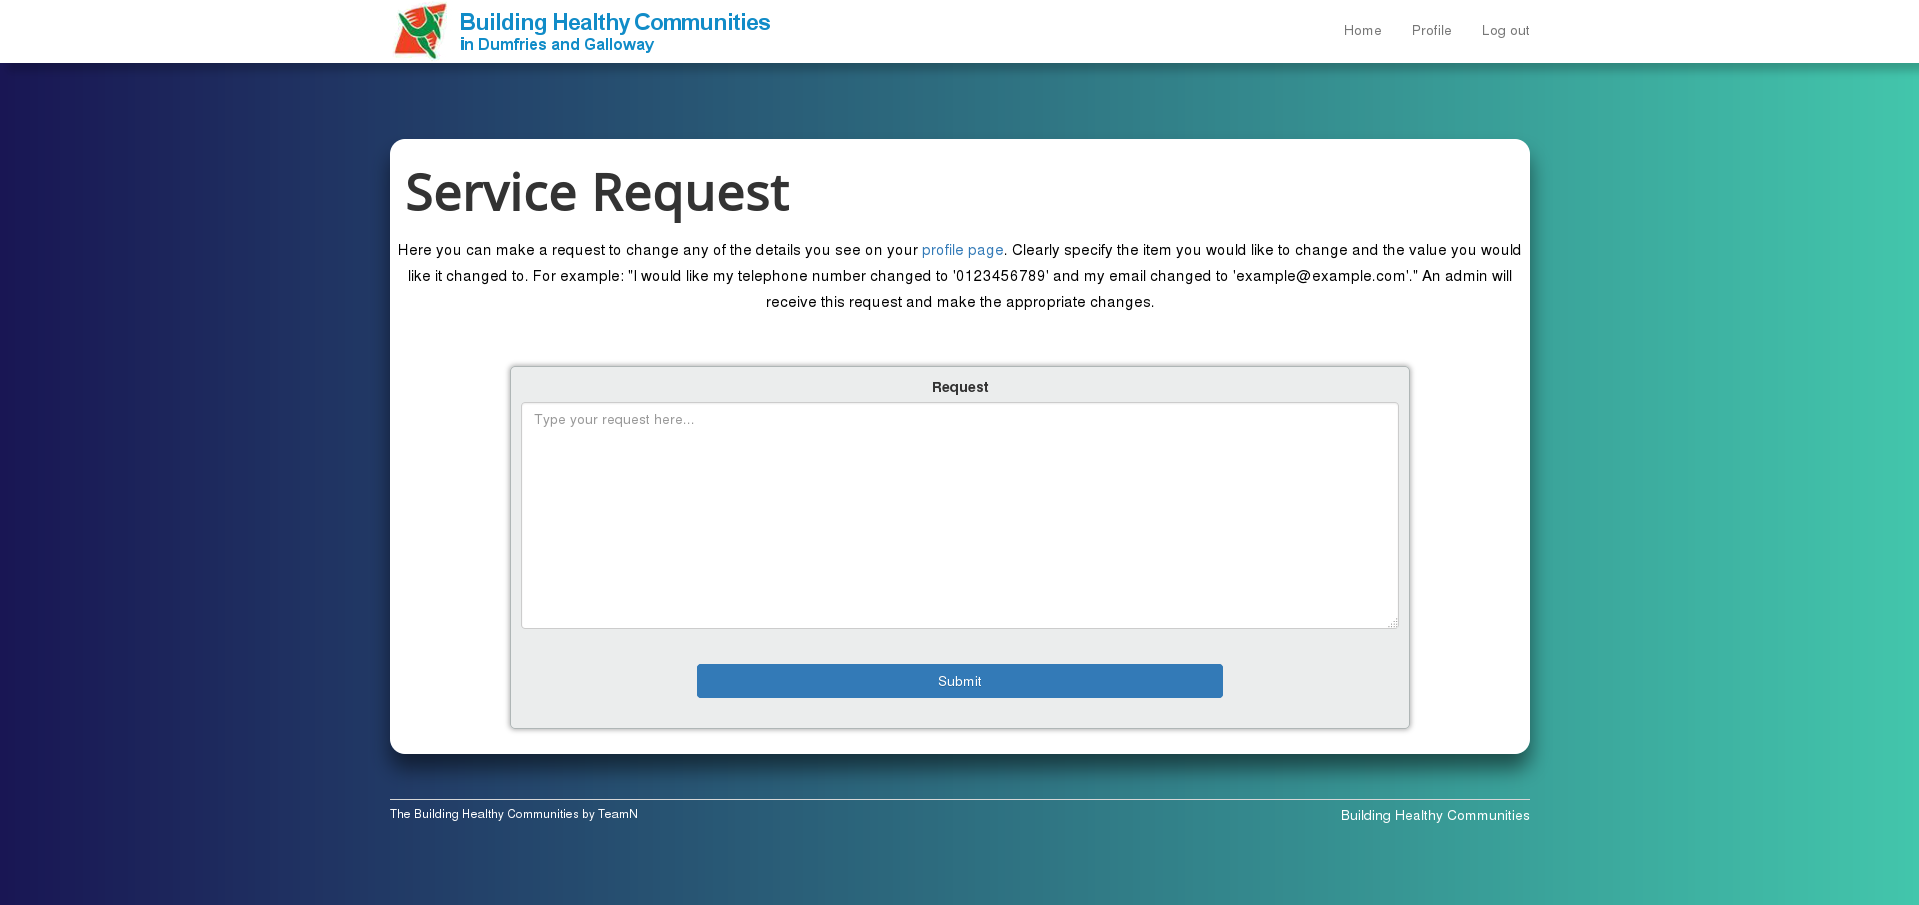 Building Healthy Communities
in Dumfries and Galloway
Home Profile Log out
Service Request
Here you can make a request to change any of the details you see on your profile page. Clearly specify the item you would like to change and the value you would
like it changed to. For example: "I would like my telephone number changed to '0123456789' and my email changed to 'example@example.com'." An admin will
receive this request and make the appropriate changes.
Request
Type your request here...
Submit
The Building Healthy Communities by TeamN
Building Healthy Communities